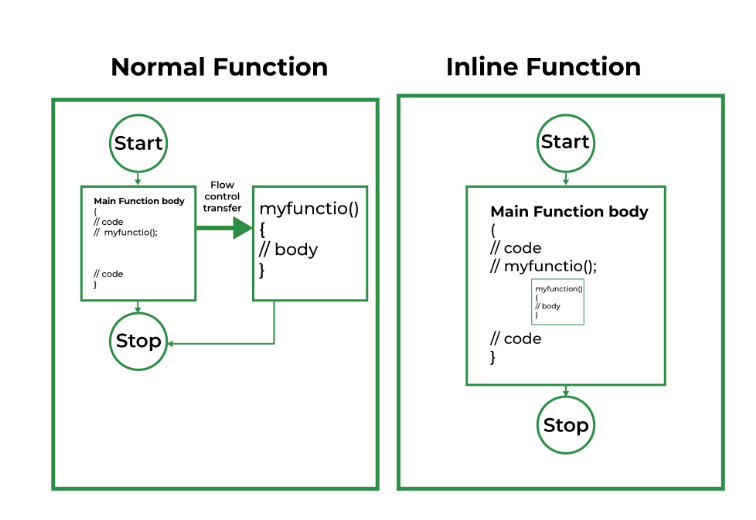 Normal Function
Start
Main Function body
{
// code
// myfunctio();
// code
}
Flow
control
transfer
myfunctio()
{
// body
}
Stop
Inline Function
Start
Main Function body
(
// code
// myfunctio();
myfunction()
{
// body
}
// code
}
Stop